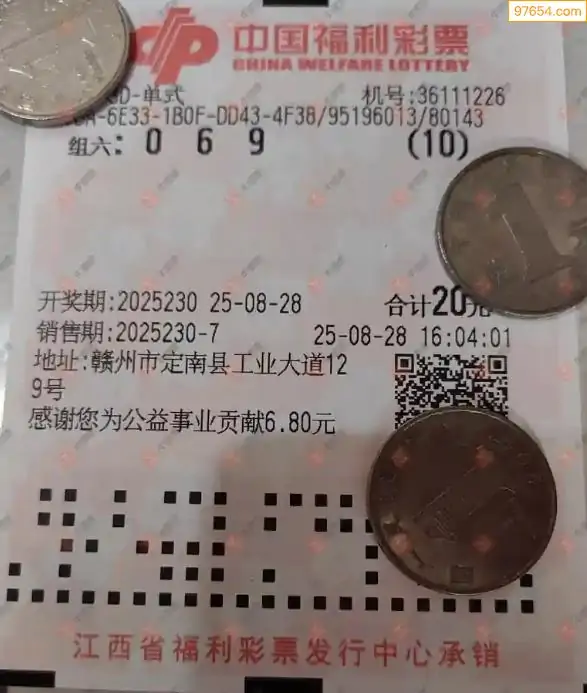 97654.com
中国福利彩票
CHINA WELFARE LOTTERY
3D-单式 机号:36111226
6E33-1B0F-DD43-4F38/95196013/80143
组六: 0 6 9 (10)
开奖期:2025230 25-08-28 合计20元
销售期:2025230-7 25-08-28 16:04:01
地址:赣州市定南县工业大道12
9号
感谢您为公益事业贡献6.80元
江西省福利彩票发行中心承销